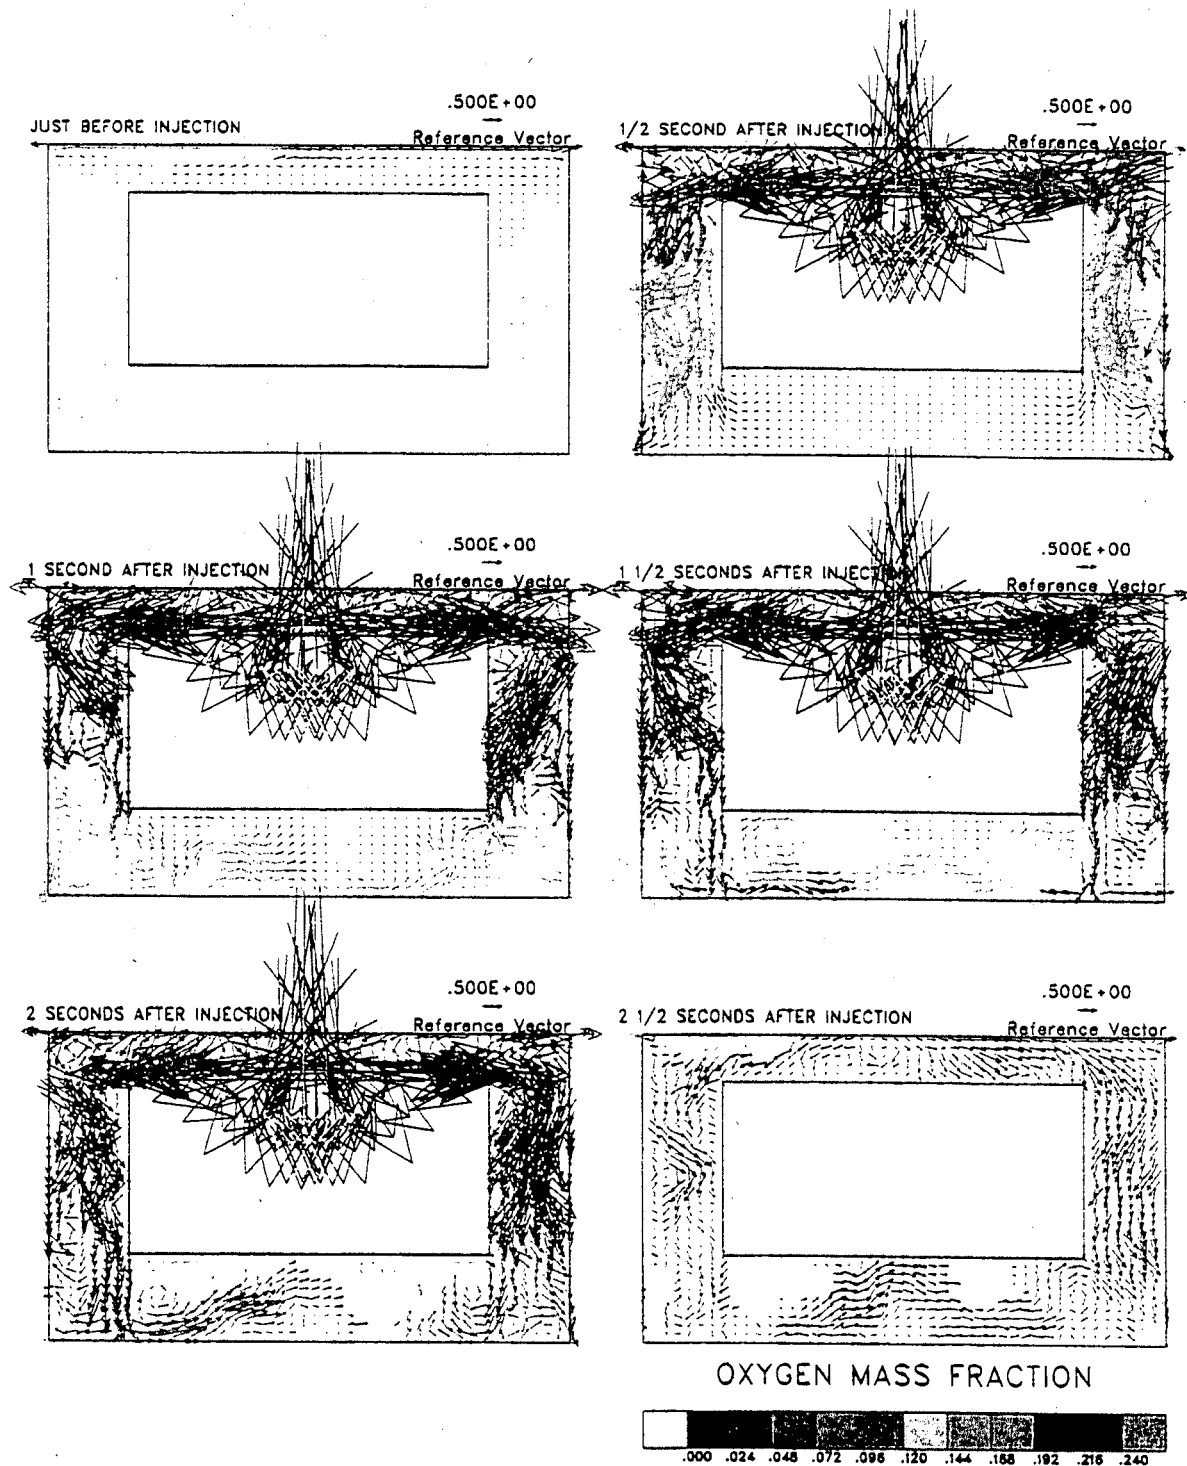 .500E+00
JUST BEFORE INJECTION
Reference Vector
.500E+00
1/2 SECOND AFTER INJECTION
Reference Vector
.500E+00
1 SECOND AFTER INJECTION
Reference Vector
.500E+00
1 1/2 SECONDS AFTER INJECTION
Reference Vector
.500E+00
2 SECONDS AFTER INJECTION
Reference Vector
.500E+00
2 1/2 SECONDS AFTER INJECTION
Reference Vector
OXYGEN MASS FRACTION
.000 .024 .048 .072 .096 .120 .144 .168 .192 .216 .240